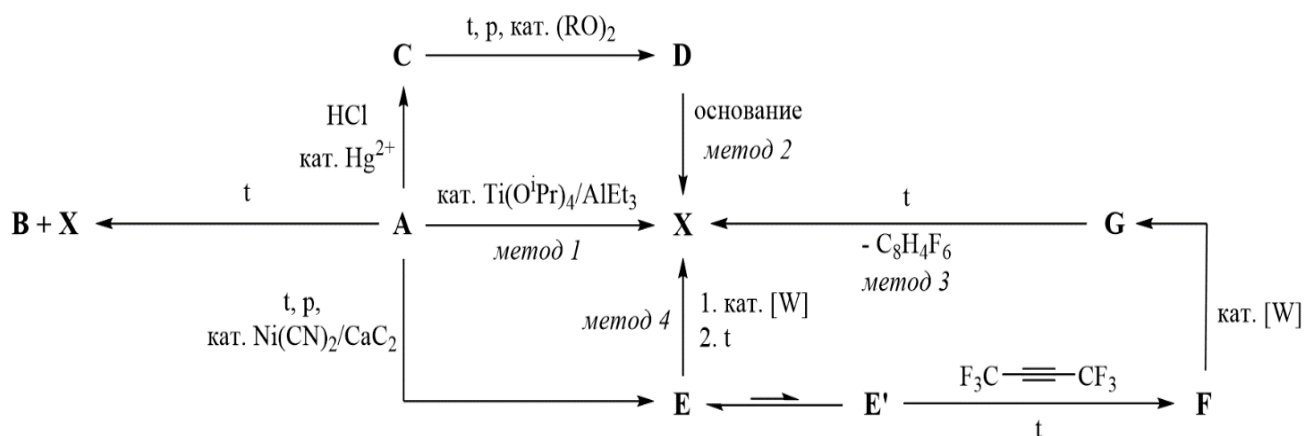 C
t, p, кат. (RO)2
D
HCl
кат. Hg2+
основание
метод 2
B + X
t
A
кат. Ti(OiPr)4/AlEt3
метод 1
X
t
- C8H4F6
метод 3
G
t, p,
кат. Ni(CN)2/CaC2
метод 4
1. кат. [W]
2. t
кат. [W]
E
E'
F3C
CF3
t
F